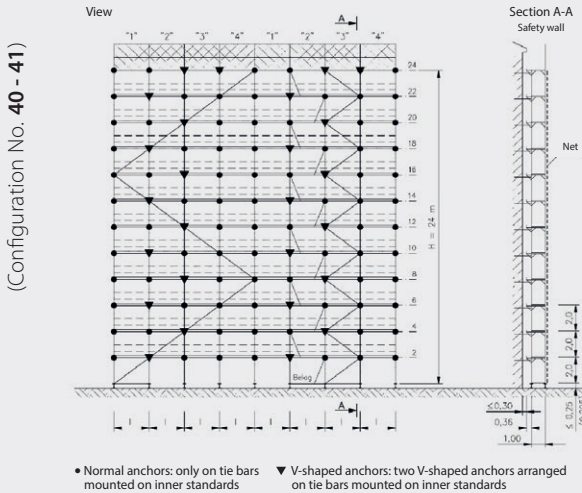 (Configuration No. 40 - 41)
View
A
Section A-A
Safety wall
"1" "2" "3" "4" "1" "2" "3" "4"
24
22
20
18
16
14
12
10
8
6
4
2
H = 24 m
Net
Belag
A
l l l l l l l l
2,0
2,0
2,0
≤0,30
0,35
1,00
≤ 0,25
• Normal anchors: only on tie bars
mounted on inner standards
▼ V-shaped anchors: two V-shaped anchors arranged
on tie bars mounted on inner standards